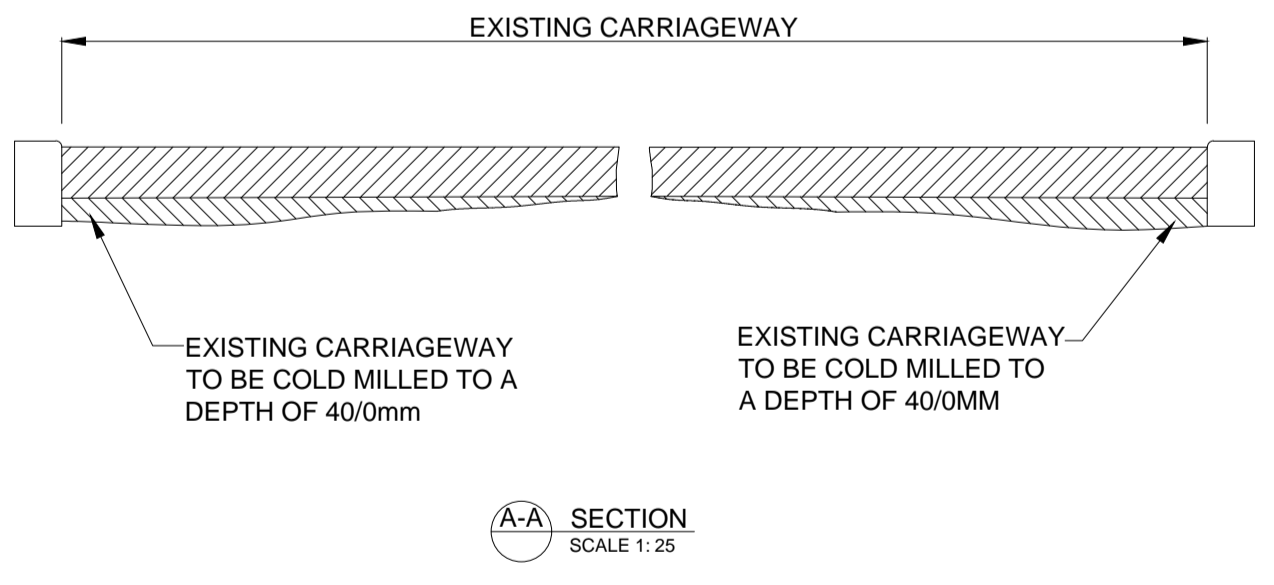 EXISTING CARRIAGEWAY
EXISTING CARRIAGEWAY
TO BE COLD MILLED TO A
DEPTH OF 40/0mm
EXISTING CARRIAGEWAY
TO BE COLD MILLED TO
A DEPTH OF 40/0MM
A-A SECTION
SCALE 1: 25